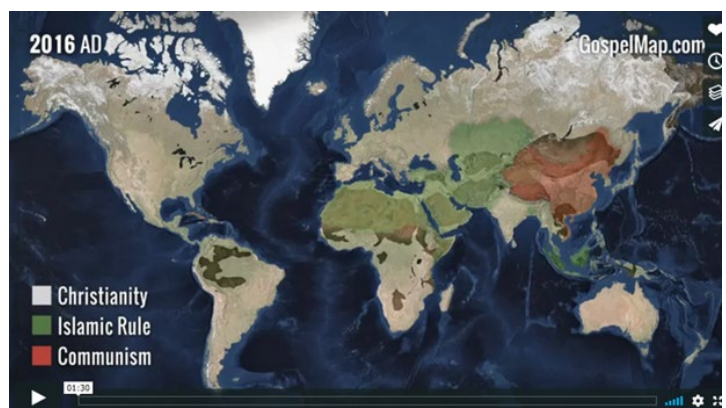 2016 AD
GospelMap.com
Christianity
Islamic Rule
Communism
01:30